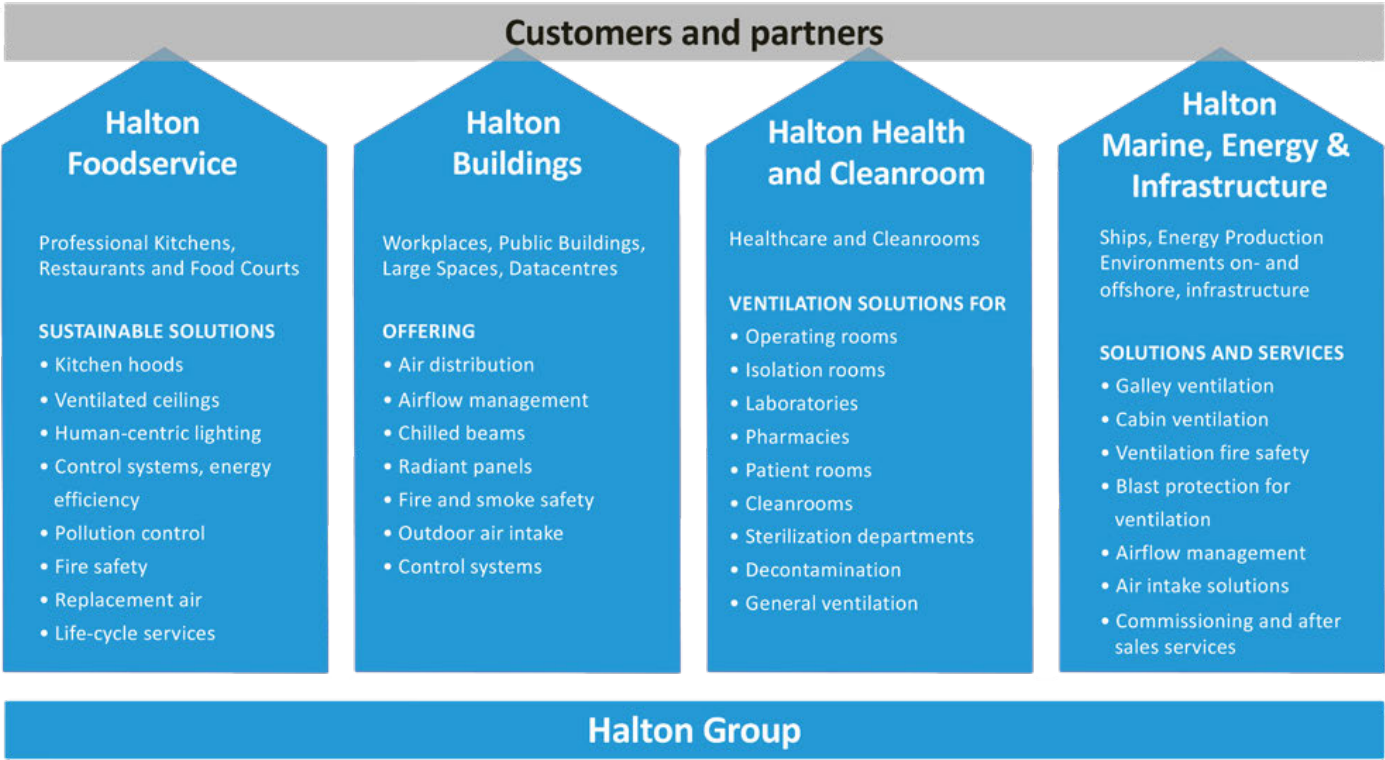 Customers and partners
Halton
Foodservice
Professional Kitchens,
Restaurants and Food Courts
SUSTAINABLE SOLUTIONS
• Kitchen hoods
• Ventilated ceilings
• Human-centric lighting
• Control systems, energy
efficiency
• Pollution control
• Fire safety
• Replacement air
• Life-cycle services
Halton
Buildings
Workplaces, Public Buildings,
Large Spaces, Datacentres
OFFERING
• Air distribution
• Airflow management
• Chilled beams
• Radiant panels
• Fire and smoke safety
• Outdoor air intake
• Control systems
Halton Health
and Cleanroom
Healthcare and Cleanrooms
VENTILATION SOLUTIONS FOR
• Operating rooms
• Isolation rooms
• Laboratories
• Pharmacies
• Patient rooms
• Cleanrooms
• Sterilization departments
• Decontamination
• General ventilation
Halton
Marine, Energy &
Infrastructure
Ships, Energy Production
Environments on- and
offshore, infrastructure
SOLUTIONS AND SERVICES
• Galley ventilation
• Cabin ventilation
• Ventilation fire safety
• Blast protection for
ventilation
• Airflow management
• Air intake solutions
• Commissioning and after
sales services
Halton Group